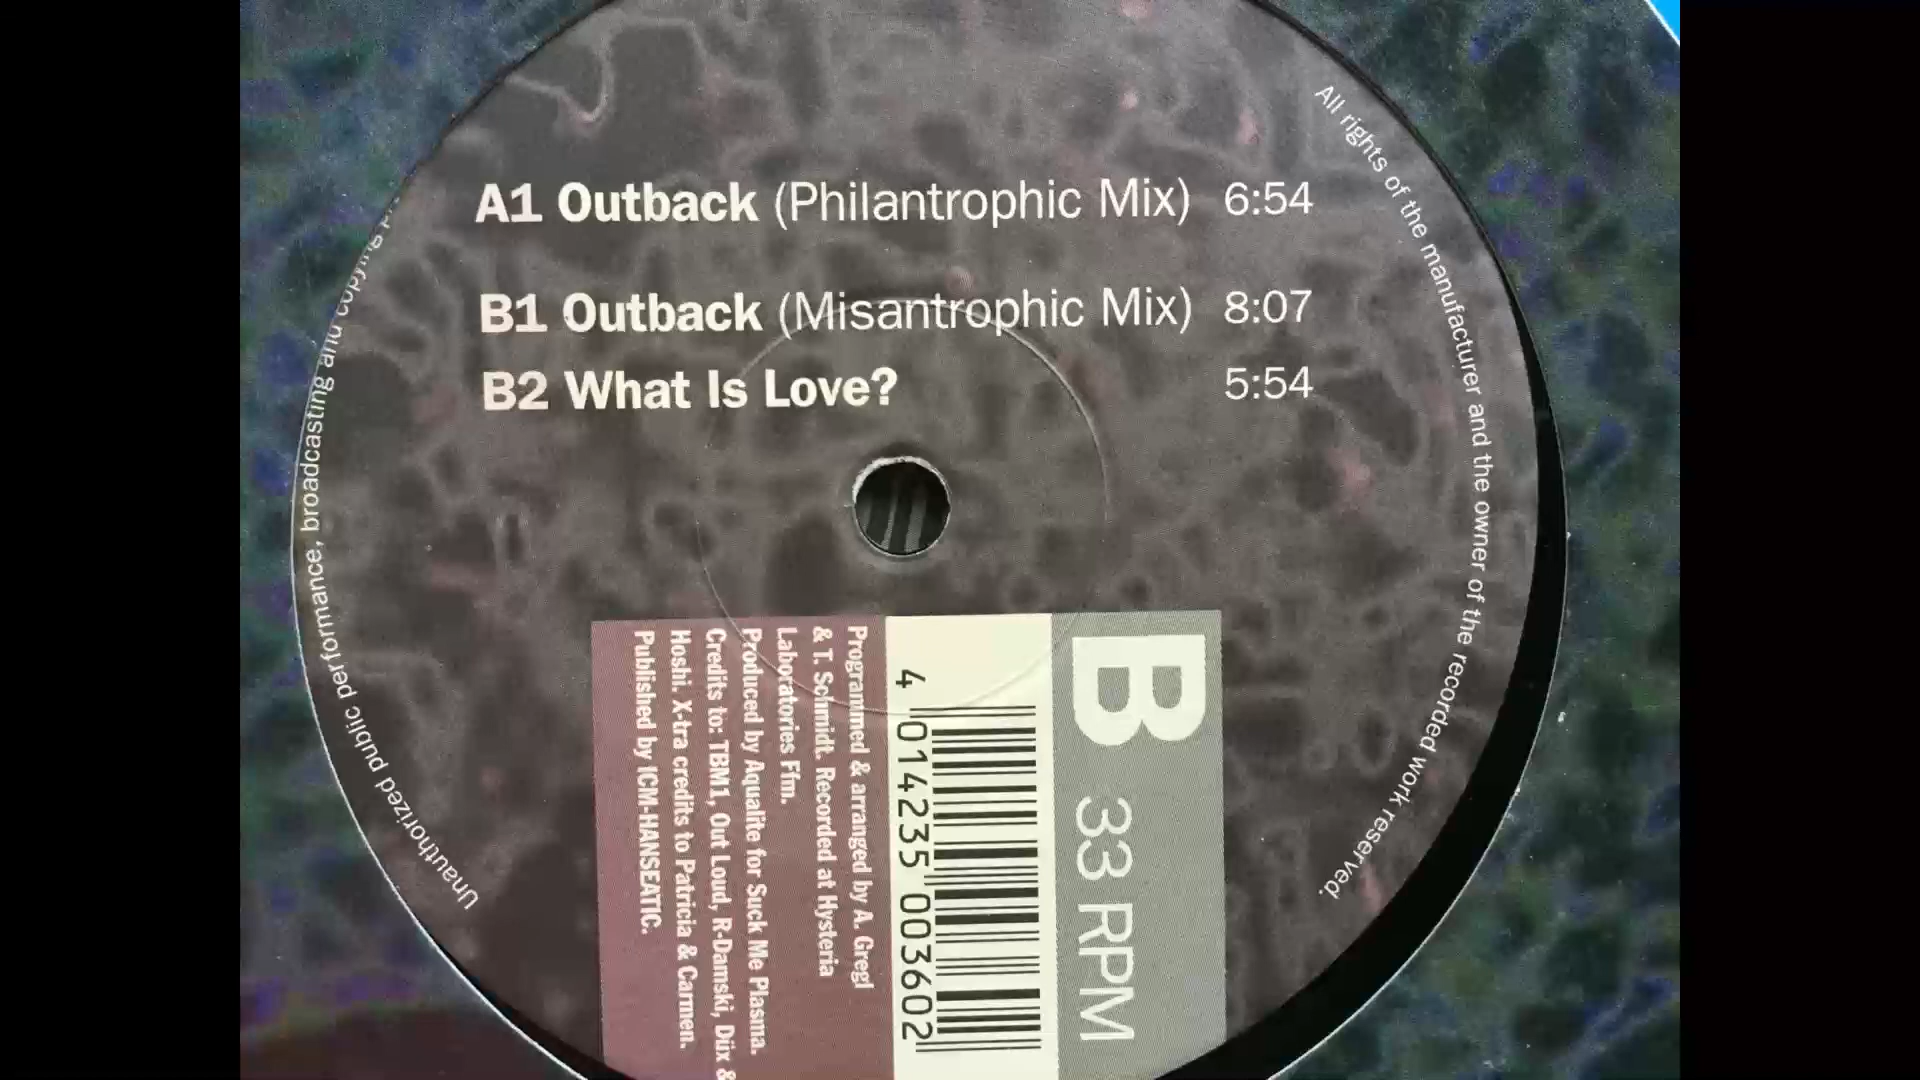 A1 Outback (Philantrophic Mix) 6:54
B1 Outback (Misantrophic Mix) 8:07
B2 What Is Love? 5:54
B 33 RPM
4 014235 003602
Programmed & arranged by A. Gregl
& T. Schmidt. Recorded at Hysteria
Laboratories Ffm.
Produced by Aqualite for Suck Me Plasma.
Credits to: TBM1, Out Loud, R-Damski, Düx &
Hoshi. X-tra credits to Patricia & Carmen.
Published by ICM-HANSEATIC.
Unauthorized public performance, broadcasting and copying
All rights of the manufacturer and the owner of the recorded work reserved.